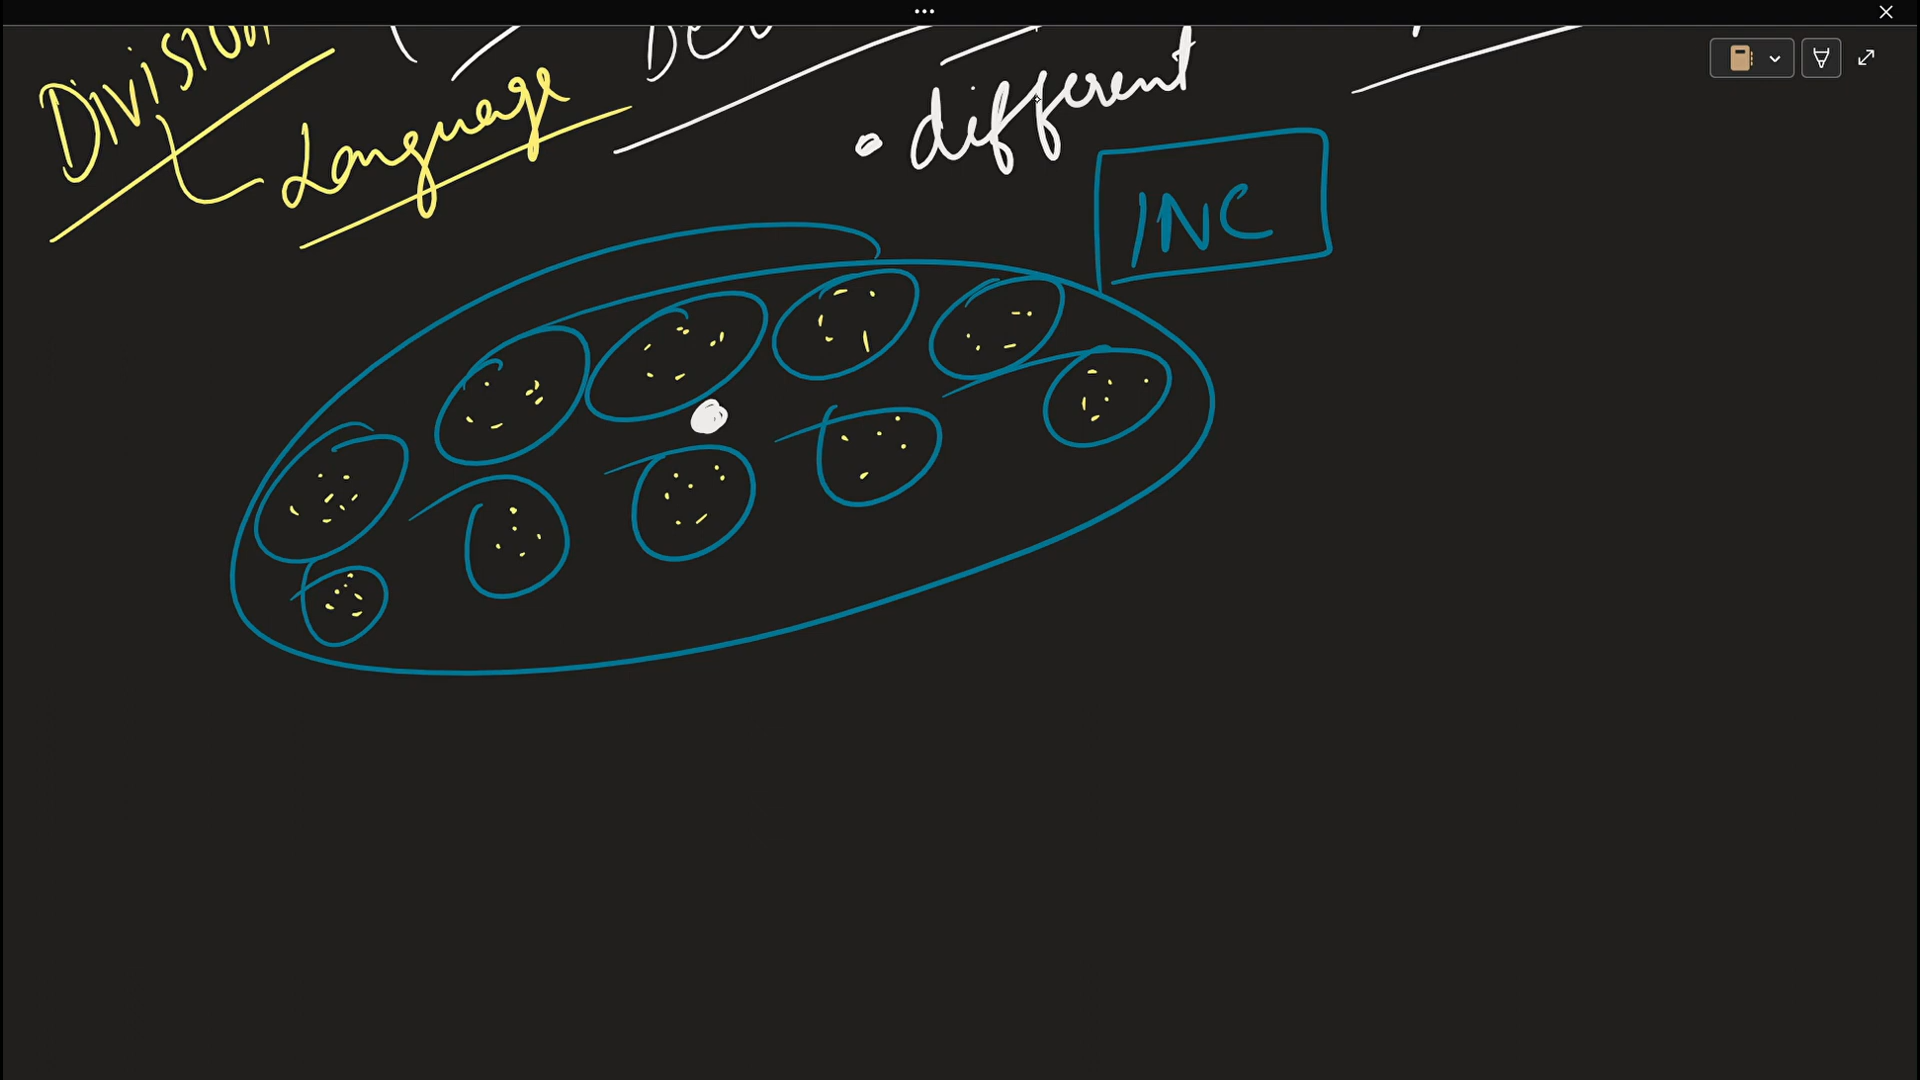 Division
Language
• different
INC